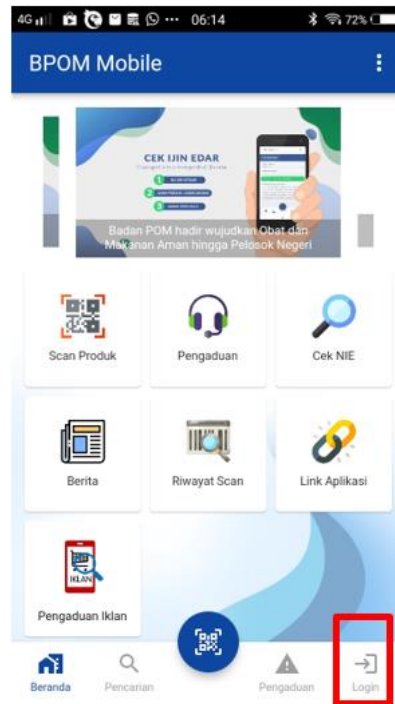 4G 06:14 72%
BPOM Mobile
CEK IJIN EDAR
Badan POM hadir wujudkan Obat dan
Makanan Aman hingga Pelosok Negeri
Scan Produk Pengaduan Cek NIE
Berita Riwayat Scan Link Aplikasi
IKLAN
Pengaduan Iklan
Beranda Pencarian Pengaduan Login